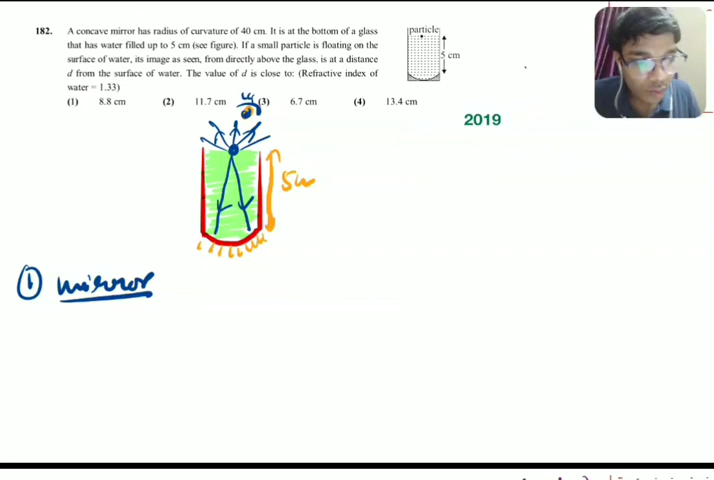 182. A concave mirror has radius of curvature of 40 cm. It is at the bottom of a glass
that has water filled up to 5 cm (see figure). If a small particle is floating on the
surface of water, its image as seen, from directly above the glass, is at a distance
d from the surface of water. The value of d is close to: (Refractive index of
water = 1.33)
(1) 8.8 cm (2) 11.7 cm (3) 6.7 cm (4) 13.4 cm
particle
5 cm
2019
5cm
① mirror